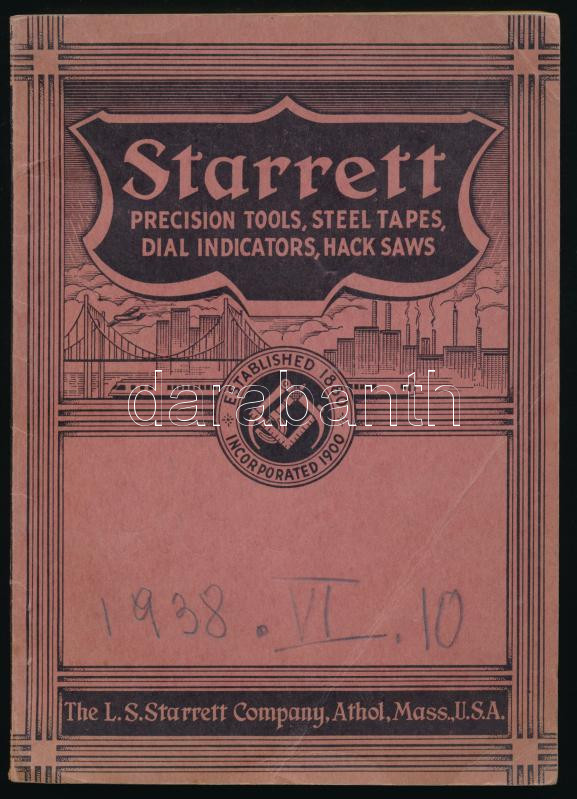 Starrett
PRECISION TOOLS, STEEL TAPES,
DIAL INDICATORS, HACK SAWS
ESTABLISHED 1880
darabanth
INCORPORATED 1900
1938. VI. 10
The L. S. Starrett Company, Athol, Mass., U.S.A.